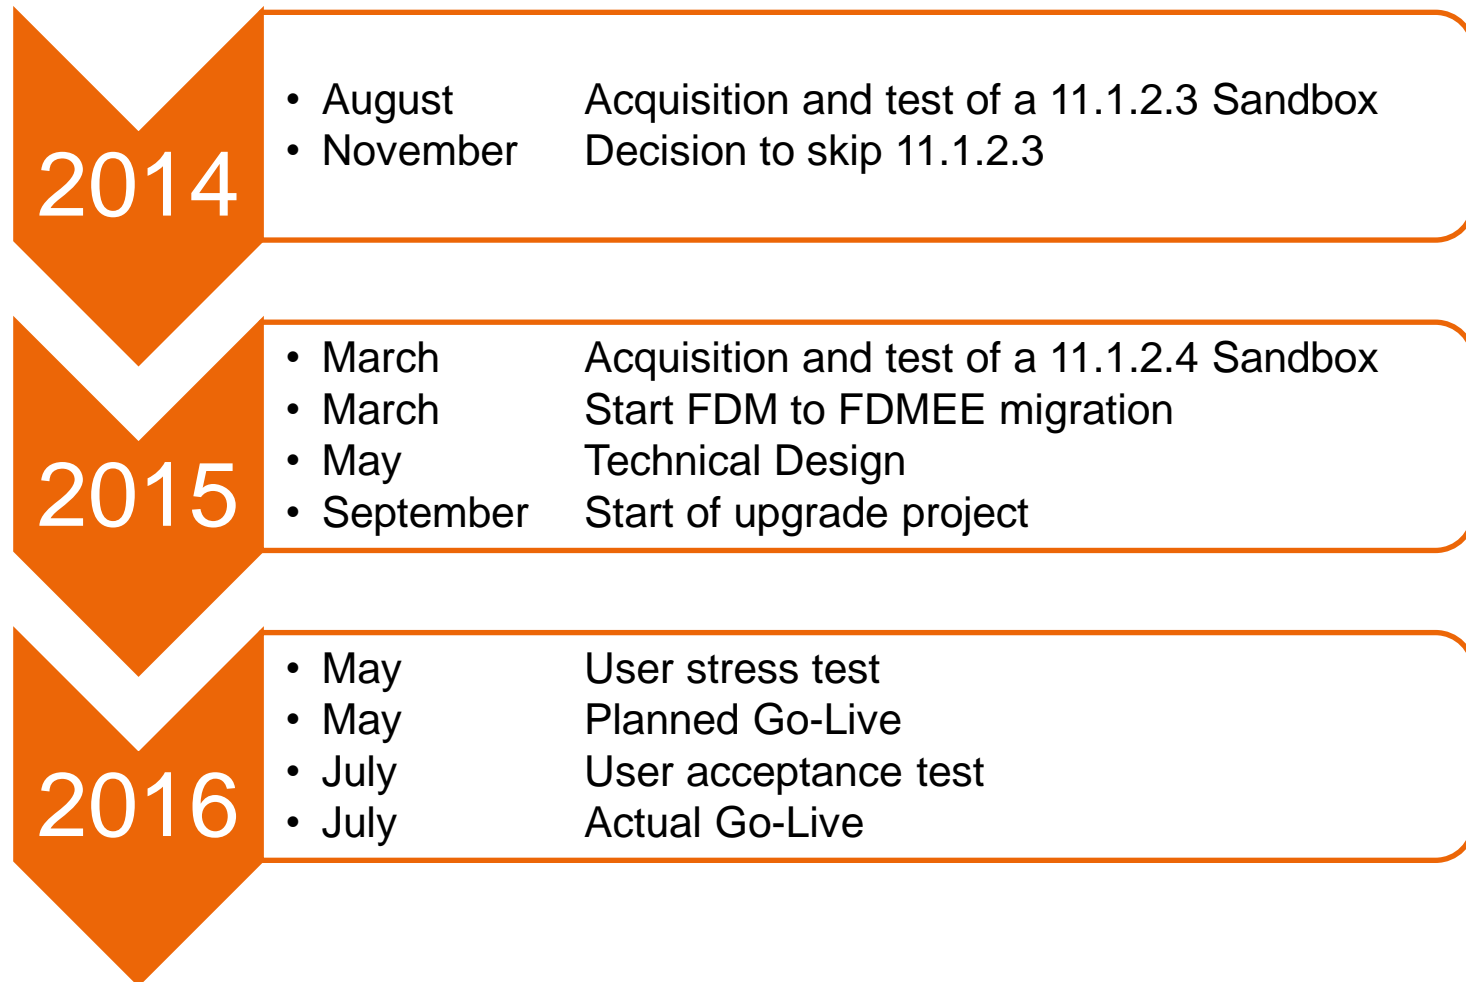 2014
• August Acquisition and test of a 11.1.2.3 Sandbox
• November Decision to skip 11.1.2.3
2015
• March Acquisition and test of a 11.1.2.4 Sandbox
• March Start FDM to FDMEE migration
• May Technical Design
• September Start of upgrade project
2016
• May User stress test
• May Planned Go-Live
• July User acceptance test
• July Actual Go-Live